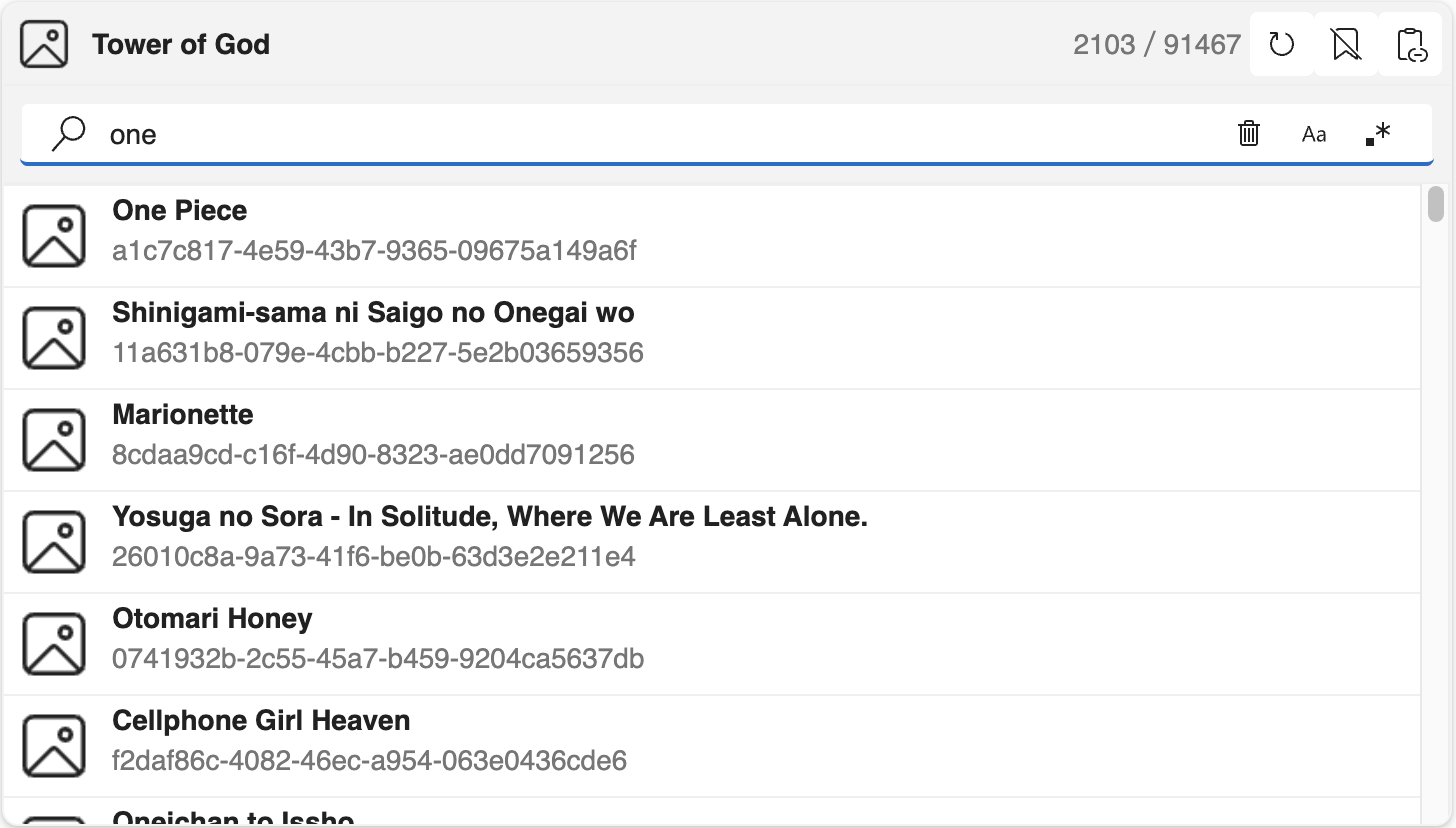 Tower of God
2103 / 91467
one
Aa
.*
One Piece
a1c7c817-4e59-43b7-9365-09675a149a6f
Shinigami-sama ni Saigo no Onegai wo
11a631b8-079e-4cbb-b227-5e2b03659356
Marionette
8cdaa9cd-c16f-4d90-8323-ae0dd7091256
Yosuga no Sora - In Solitude, Where We Are Least Alone.
26010c8a-9a73-41f6-be0b-63d3e2e211e4
Otomari Honey
0741932b-2c55-45a7-b459-9204ca5637db
Cellphone Girl Heaven
f2daf86c-4082-46ec-a954-063e0436cde6
Oneichan to Issho